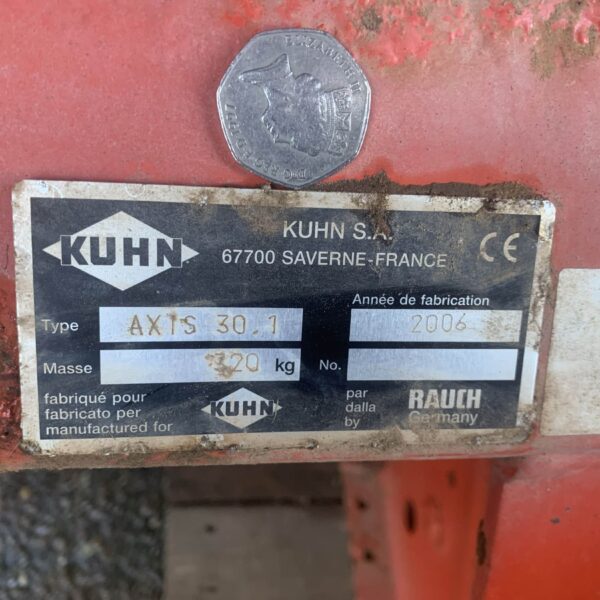 ELIZABETH II
KUHN
KUHN S.A.
67700 SAVERNE-FRANCE
CE
Type AXIS 30.1
Année de fabrication
2006
Masse 320 kg No.
fabriqué pour
fabricato per
manufactured for
KUHN
par
dalla
by
RAUCH
Germany